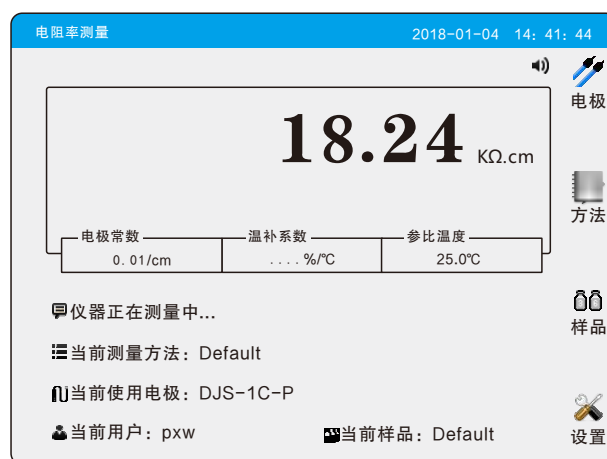 电阻率测量 2018-01-04 14: 41: 44
电极
18.24 KΩ.cm
方法
电极常数 温补系数 参比温度
0. 01/cm . . . . %/℃ 25.0℃
仪器正在测量中...
样品
当前测量方法：Default
当前使用电极：DJS-1C-P
当前用户：pxw 当前样品：Default
设置